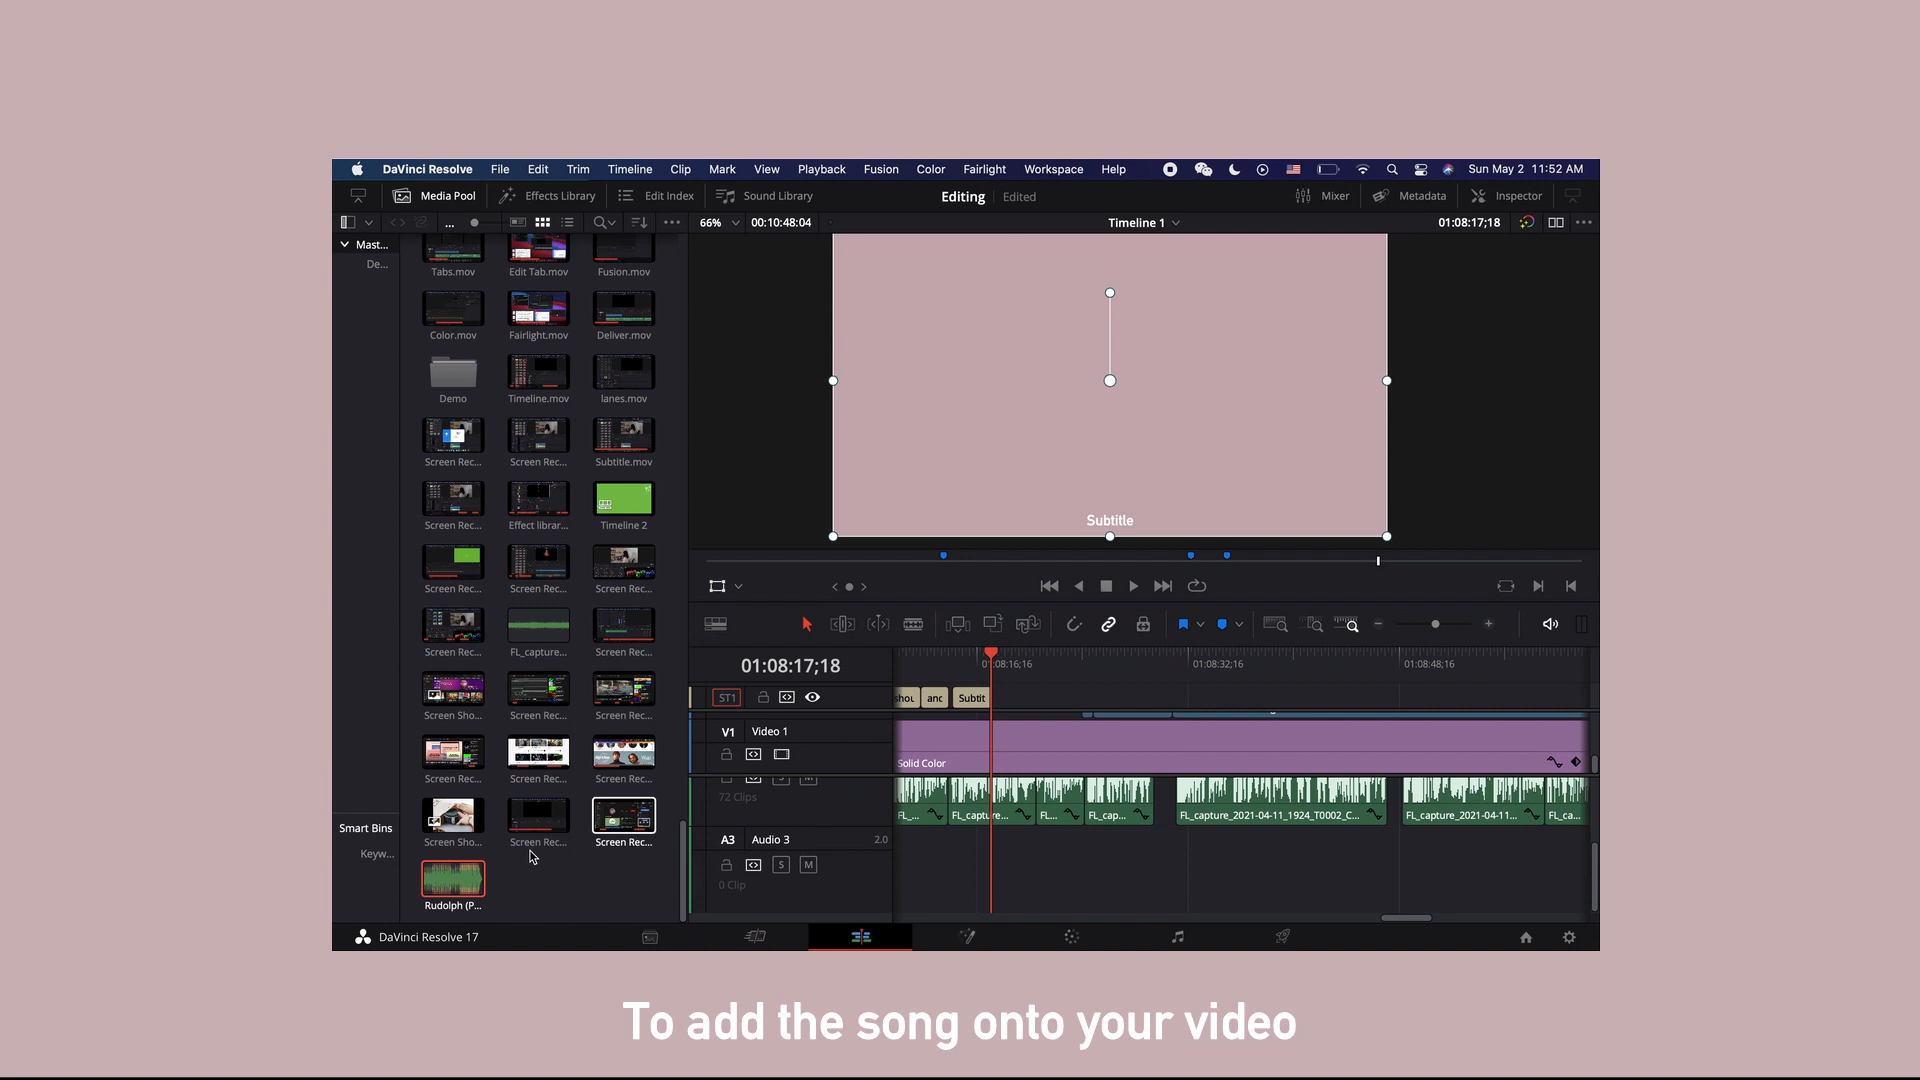 DaVinci Resolve File Edit Trim Timeline Clip Mark View Playback Fusion Color Fairlight Workspace Help Sun May 2 11:52 AM
Media Pool Effects Library Edit Index Sound Library Editing Edited Mixer Metadata Inspector
... 66% 00:10:48:04 Timeline 1 01:08:17;18
Mast...
De...
Tabs.mov Edit Tab.mov Fusion.mov
Color.mov Fairlight.mov Deliver.mov
Demo Timeline.mov lanes.mov
Screen Rec... Screen Rec... Subtitle.mov
Screen Rec... Effect librar... Timeline 2
Screen Rec... Screen Rec... Screen Rec...
Screen Rec... FL_capture... Screen Rec...
Screen Sho... Screen Rec... Screen Rec...
Screen Rec... Screen Rec... Screen Rec...
Screen Sho... Screen Rec... Screen Rec...
Rudolph (P...
Smart Bins
Keyw...
Subtitle
01:08:17;18
01:08:16;16 01:08:32;16 01:08:48;16
ST1 shou anc Subtit
V1 Video 1
Solid Color
S M
72 Clips
FL_... FL_capture... FL... FL_cap... FL_capture_2021-04-11_1924_T0002_C... FL_capture_2021-04-11... FL_ca...
A3 Audio 3 2.0
S M
0 Clip
DaVinci Resolve 17
To add the song onto your video